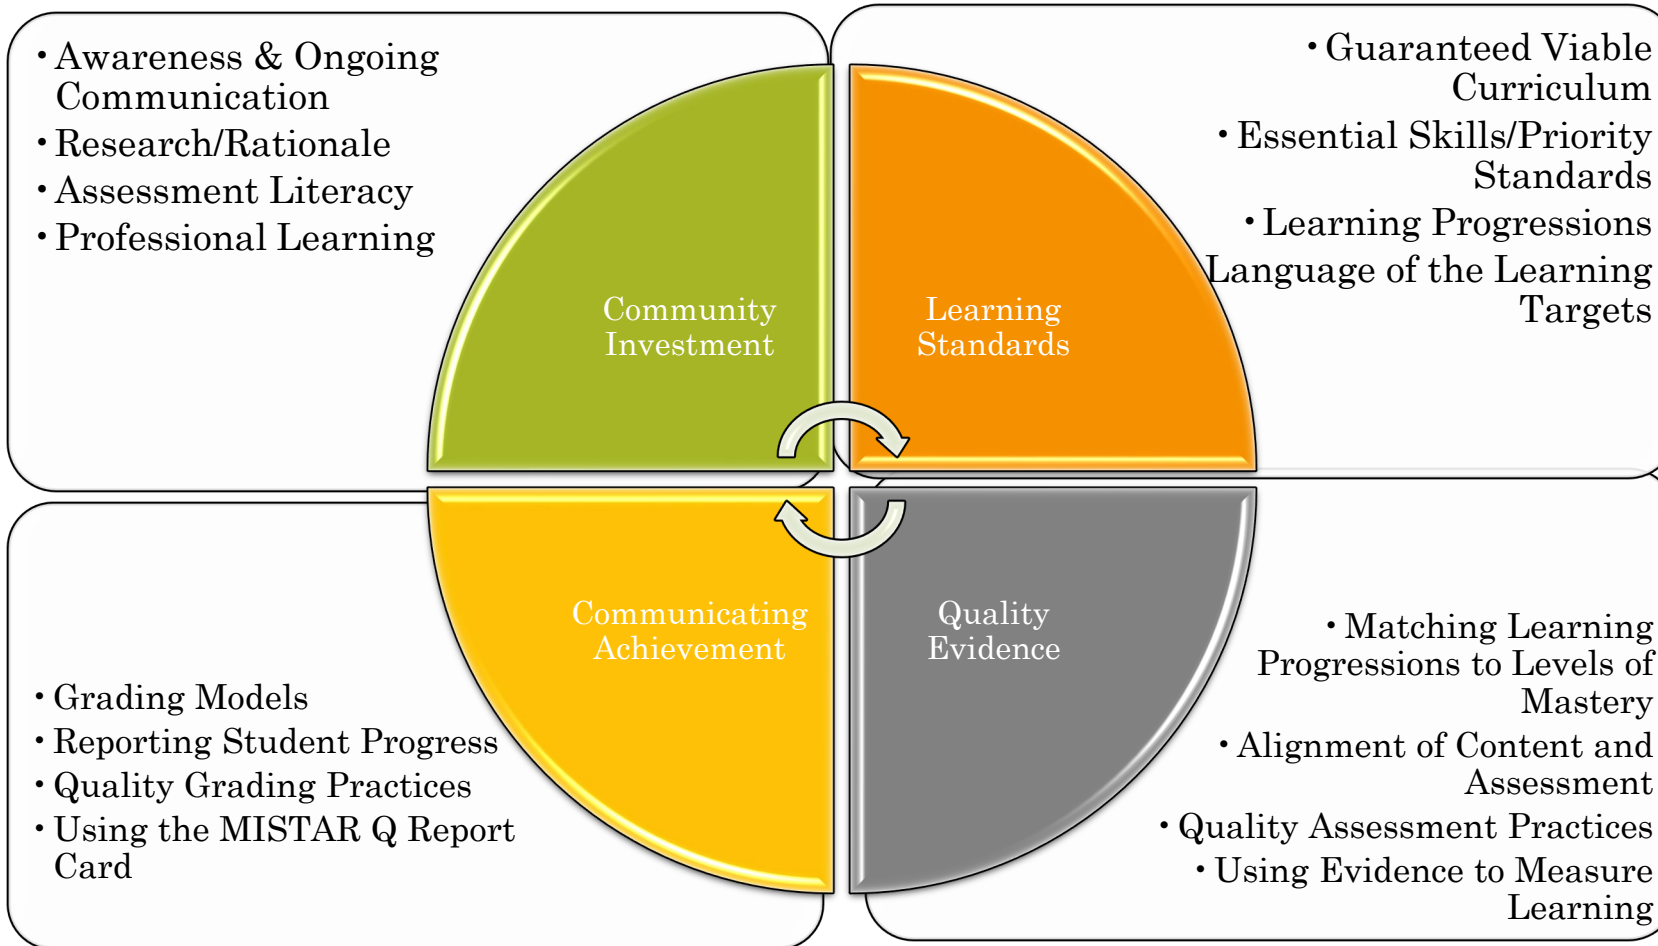 • Awareness & Ongoing
Communication
• Research/Rationale
• Assessment Literacy
• Professional Learning
• Guaranteed Viable
Curriculum
• Essential Skills/Priority
Standards
• Learning Progressions
Language of the Learning
Targets
Community
Investment
Learning
Standards
Communicating
Achievement
Quality
Evidence
• Grading Models
• Reporting Student Progress
• Quality Grading Practices
• Using the MISTAR Q Report
Card
• Matching Learning
Progressions to Levels of
Mastery
• Alignment of Content and
Assessment
• Quality Assessment Practices
• Using Evidence to Measure
Learning